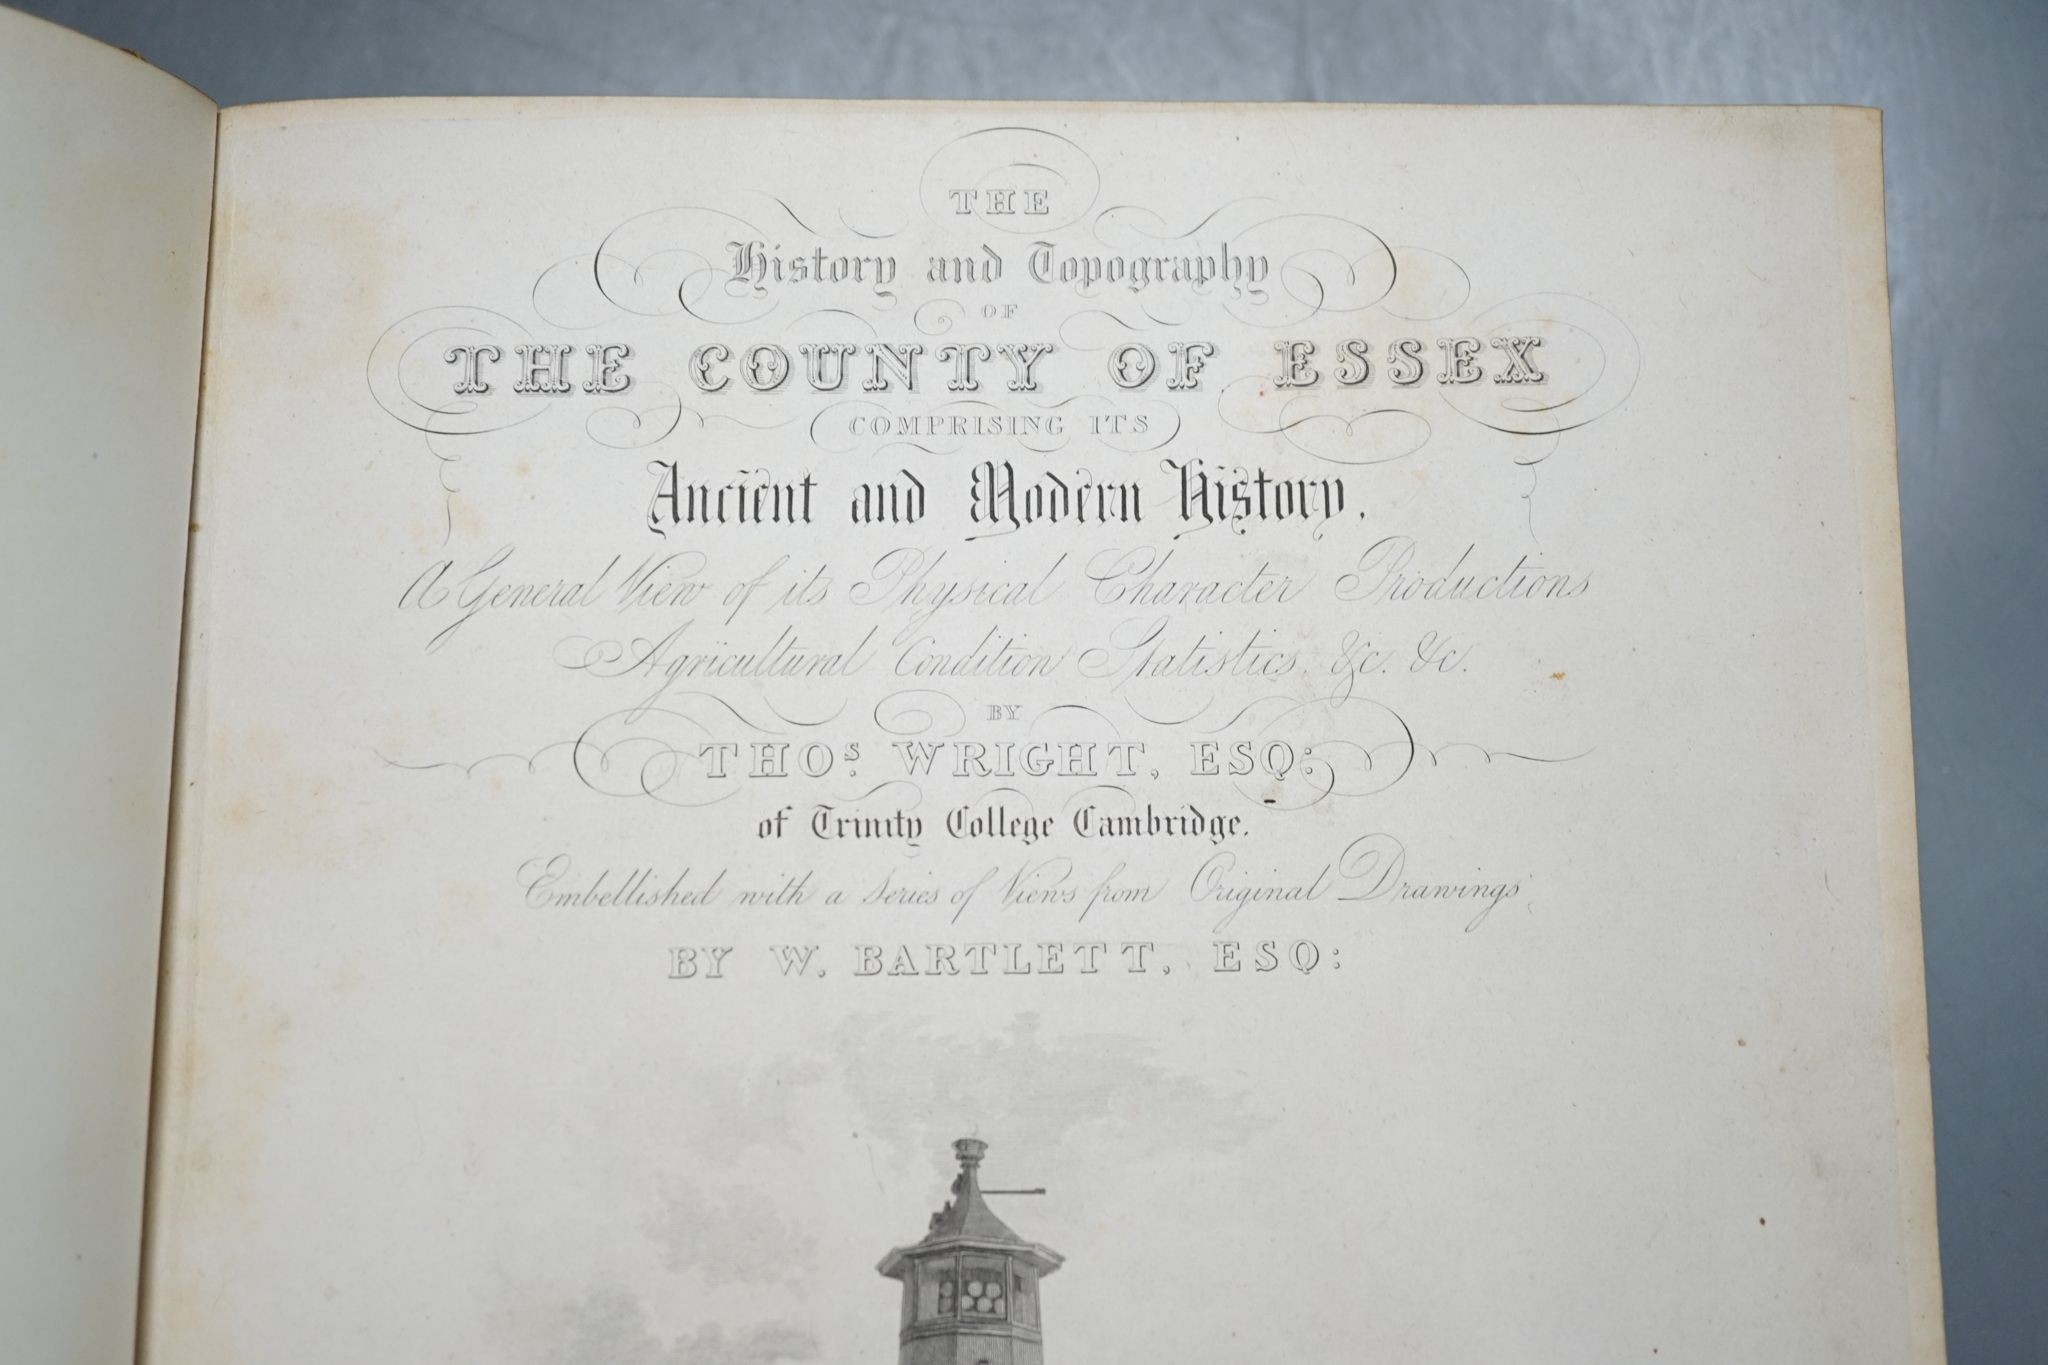 THE
History and Topography
OF
THE COUNTY OF ESSEX
COMPRISING ITS
Ancient and Modern History,
A General View of its Physical Character Productions
Agricultural Condition Statistics. &c. &c.
BY
THOS. WRIGHT, ESQ:
of Trinity College Cambridge.
Embellished with a Series of Views from Original Drawings
BY W. BARTLETT, ESQ: